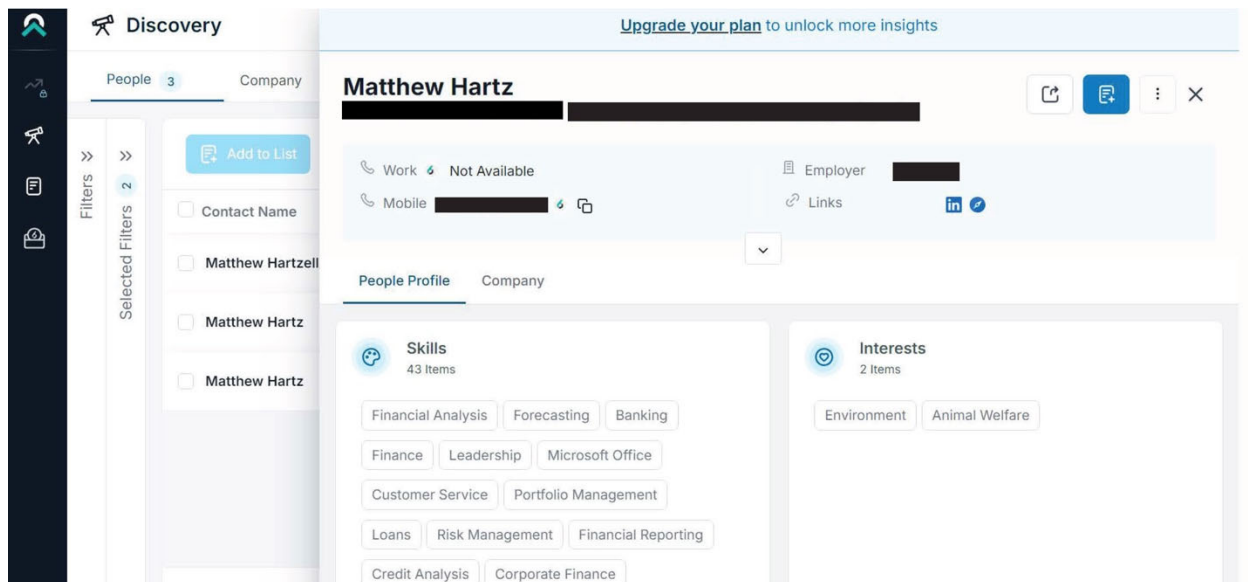 Discovery
Upgrade your plan to unlock more insights
People 3 Company
Matthew Hartz
Filters
Selected Filters 2
Add to List
Contact Name
Matthew Hartzell
Matthew Hartz
Matthew Hartz
Work Not Available
Employer
Mobile
Links
in
People Profile Company
Skills
43 Items
Financial Analysis Forecasting Banking
Finance Leadership Microsoft Office
Customer Service Portfolio Management
Loans Risk Management Financial Reporting
Credit Analysis Corporate Finance
Interests
2 Items
Environment Animal Welfare